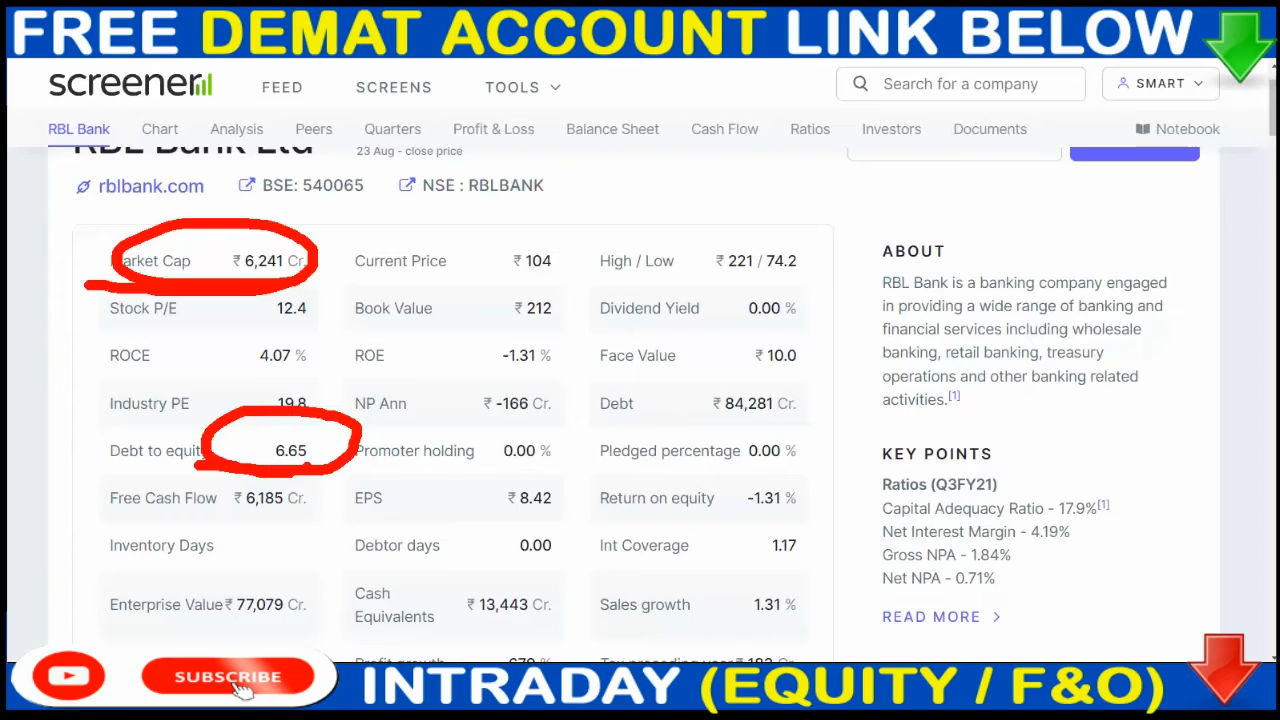 FREE DEMAT ACCOUNT LINK BELOW
screener FEED SCREENS TOOLS Search for a company SMART
RBL Bank Chart Analysis Peers Quarters Profit & Loss Balance Sheet Cash Flow Ratios Investors Documents Notebook
RBL Bank Ltd 23 Aug - close price
rblbank.com BSE: 540065 NSE : RBLBANK
Market Cap ₹ 6,241 Cr. Current Price ₹ 104 High / Low ₹ 221 / 74.2
Stock P/E 12.4 Book Value ₹ 212 Dividend Yield 0.00 %
ROCE 4.07 % ROE -1.31 % Face Value ₹ 10.0
Industry PE 19.8 NP Ann ₹ -166 Cr. Debt ₹ 84,281 Cr.
Debt to equity 6.65 Promoter holding 0.00 % Pledged percentage 0.00 %
Free Cash Flow ₹ 6,185 Cr. EPS ₹ 8.42 Return on equity -1.31 %
Inventory Days Debtor days 0.00 Int Coverage 1.17
Enterprise Value ₹ 77,079 Cr. Cash Equivalents ₹ 13,443 Cr. Sales growth 1.31 %
ABOUT
RBL Bank is a banking company engaged
in providing a wide range of banking and
financial services including wholesale
banking, retail banking, treasury
operations and other banking related
activities.[1]
KEY POINTS
Ratios (Q3FY21)
Capital Adequacy Ratio - 17.9%[1]
Net Interest Margin - 4.19%
Gross NPA - 1.84%
Net NPA - 0.71%
READ MORE
SUBSCRIBE
INTRADAY (EQUITY / F&O)